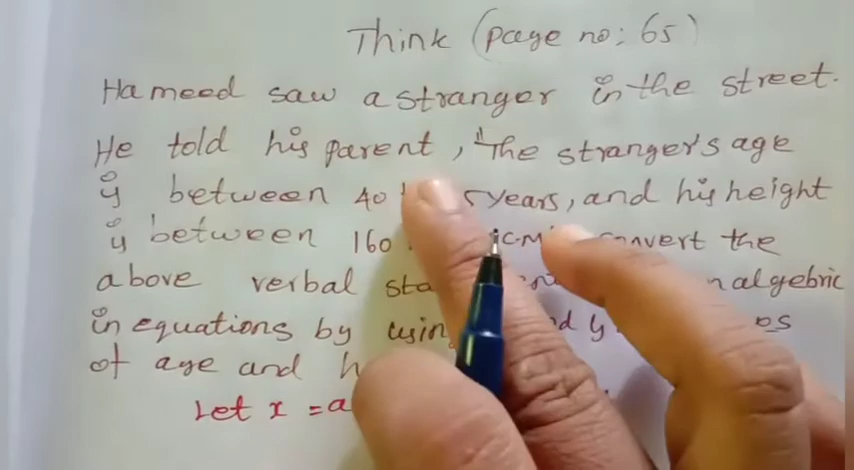 Think (page no: 65)
Hameed saw a stranger in the street.
He told his parent, "The stranger's age
is between 40 years, and his height
is between 160 cm. convert the
above verbal algebric
in equations by using y
of age and
Let x = a